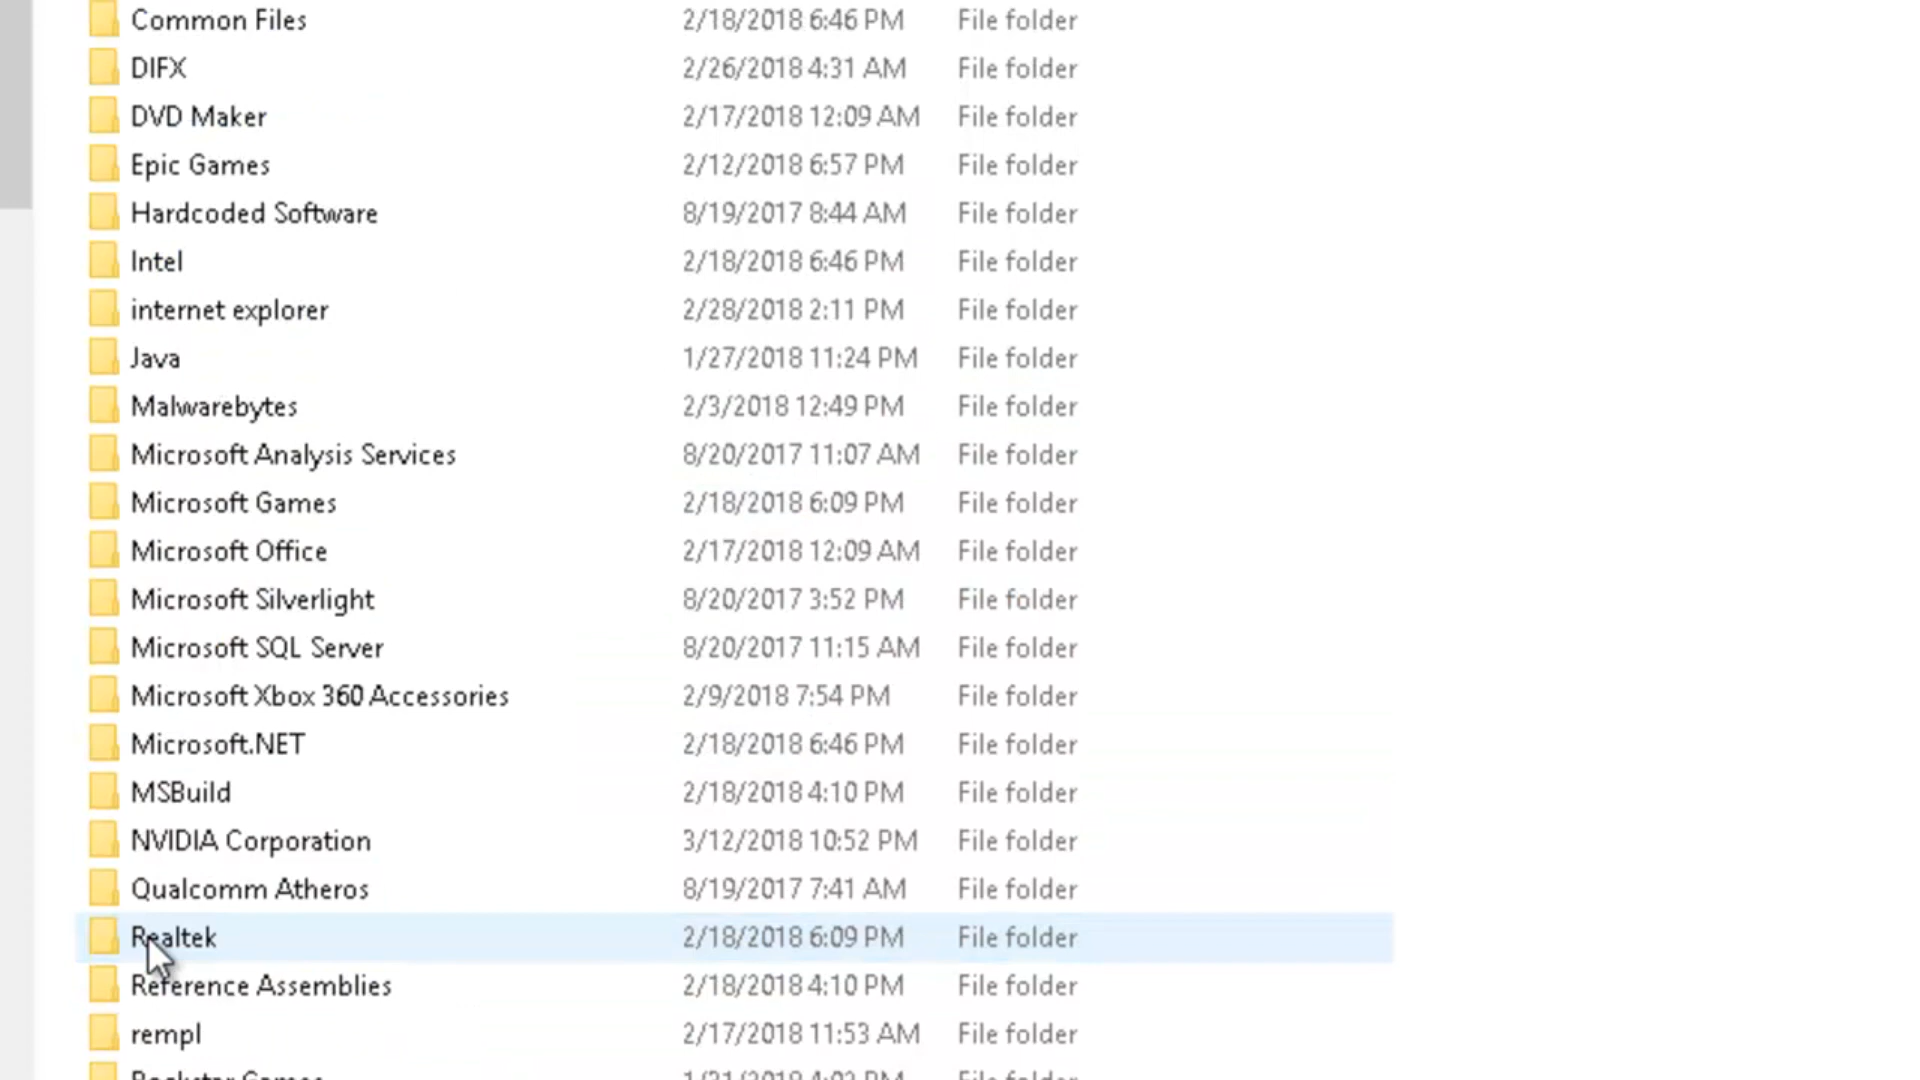 Common Files 2/18/2018 6:46 PM File folder
DIFX 2/26/2018 4:31 AM File folder
DVD Maker 2/17/2018 12:09 AM File folder
Epic Games 2/12/2018 6:57 PM File folder
Hardcoded Software 8/19/2017 8:44 AM File folder
Intel 2/18/2018 6:46 PM File folder
internet explorer 2/28/2018 2:11 PM File folder
Java 1/27/2018 11:24 PM File folder
Malwarebytes 2/3/2018 12:49 PM File folder
Microsoft Analysis Services 8/20/2017 11:07 AM File folder
Microsoft Games 2/18/2018 6:09 PM File folder
Microsoft Office 2/17/2018 12:09 AM File folder
Microsoft Silverlight 8/20/2017 3:52 PM File folder
Microsoft SQL Server 8/20/2017 11:15 AM File folder
Microsoft Xbox 360 Accessories 2/9/2018 7:54 PM File folder
Microsoft.NET 2/18/2018 6:46 PM File folder
MSBuild 2/18/2018 4:10 PM File folder
NVIDIA Corporation 3/12/2018 10:52 PM File folder
Qualcomm Atheros 8/19/2017 7:41 AM File folder
Realtek 2/18/2018 6:09 PM File folder
Reference Assemblies 2/18/2018 4:10 PM File folder
rempl 2/17/2018 11:53 AM File folder
Rockstar Games File folder